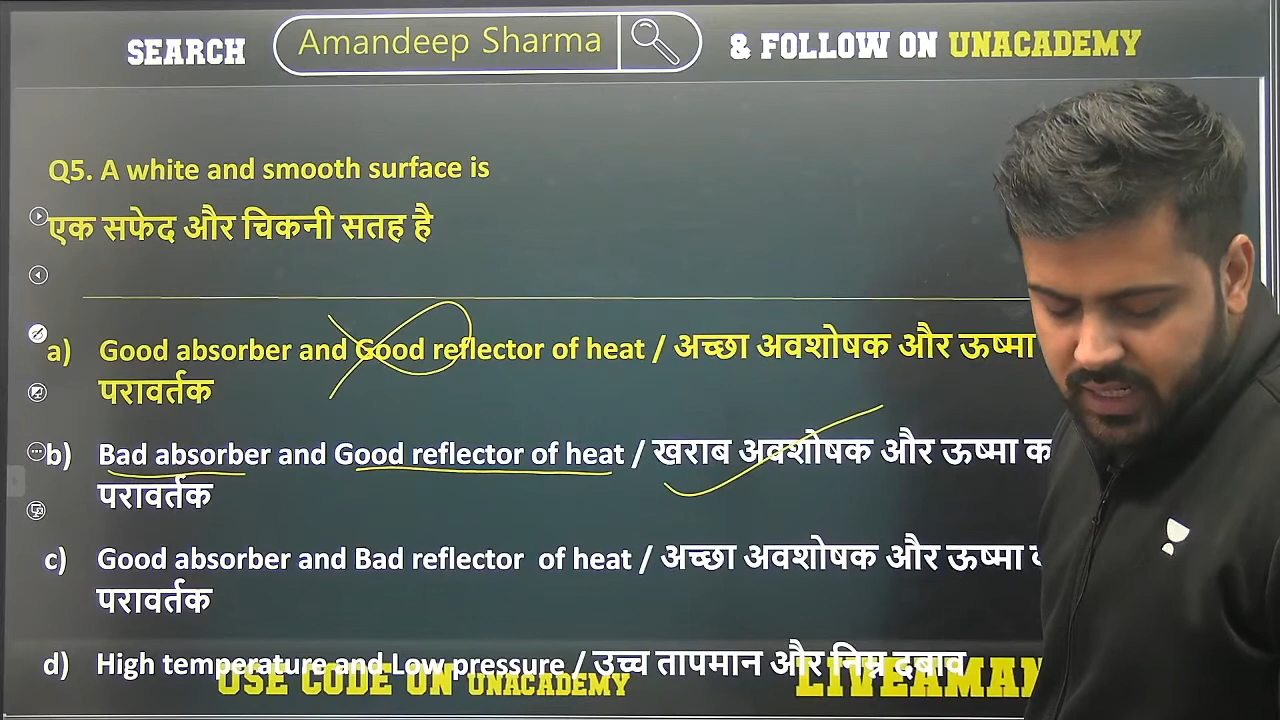 SEARCH Amandeep Sharma & FOLLOW ON UNACADEMY
Q5. A white and smooth surface is
एक सफेद और चिकनी सतह है
a) Good absorber and Good reflector of heat / अच्छा अवशोषक और ऊष्मा
परावर्तक
b) Bad absorber and Good reflector of heat / खराब अवशोषक और ऊष्मा
परावर्तक
c) Good absorber and Bad reflector of heat / अच्छा अवशोषक और ऊष्मा
परावर्तक
d) High temperature and Low pressure / उच्च तापमान और निम्न दबाव
USE CODE ON UNACADEMY LIVEAMAN